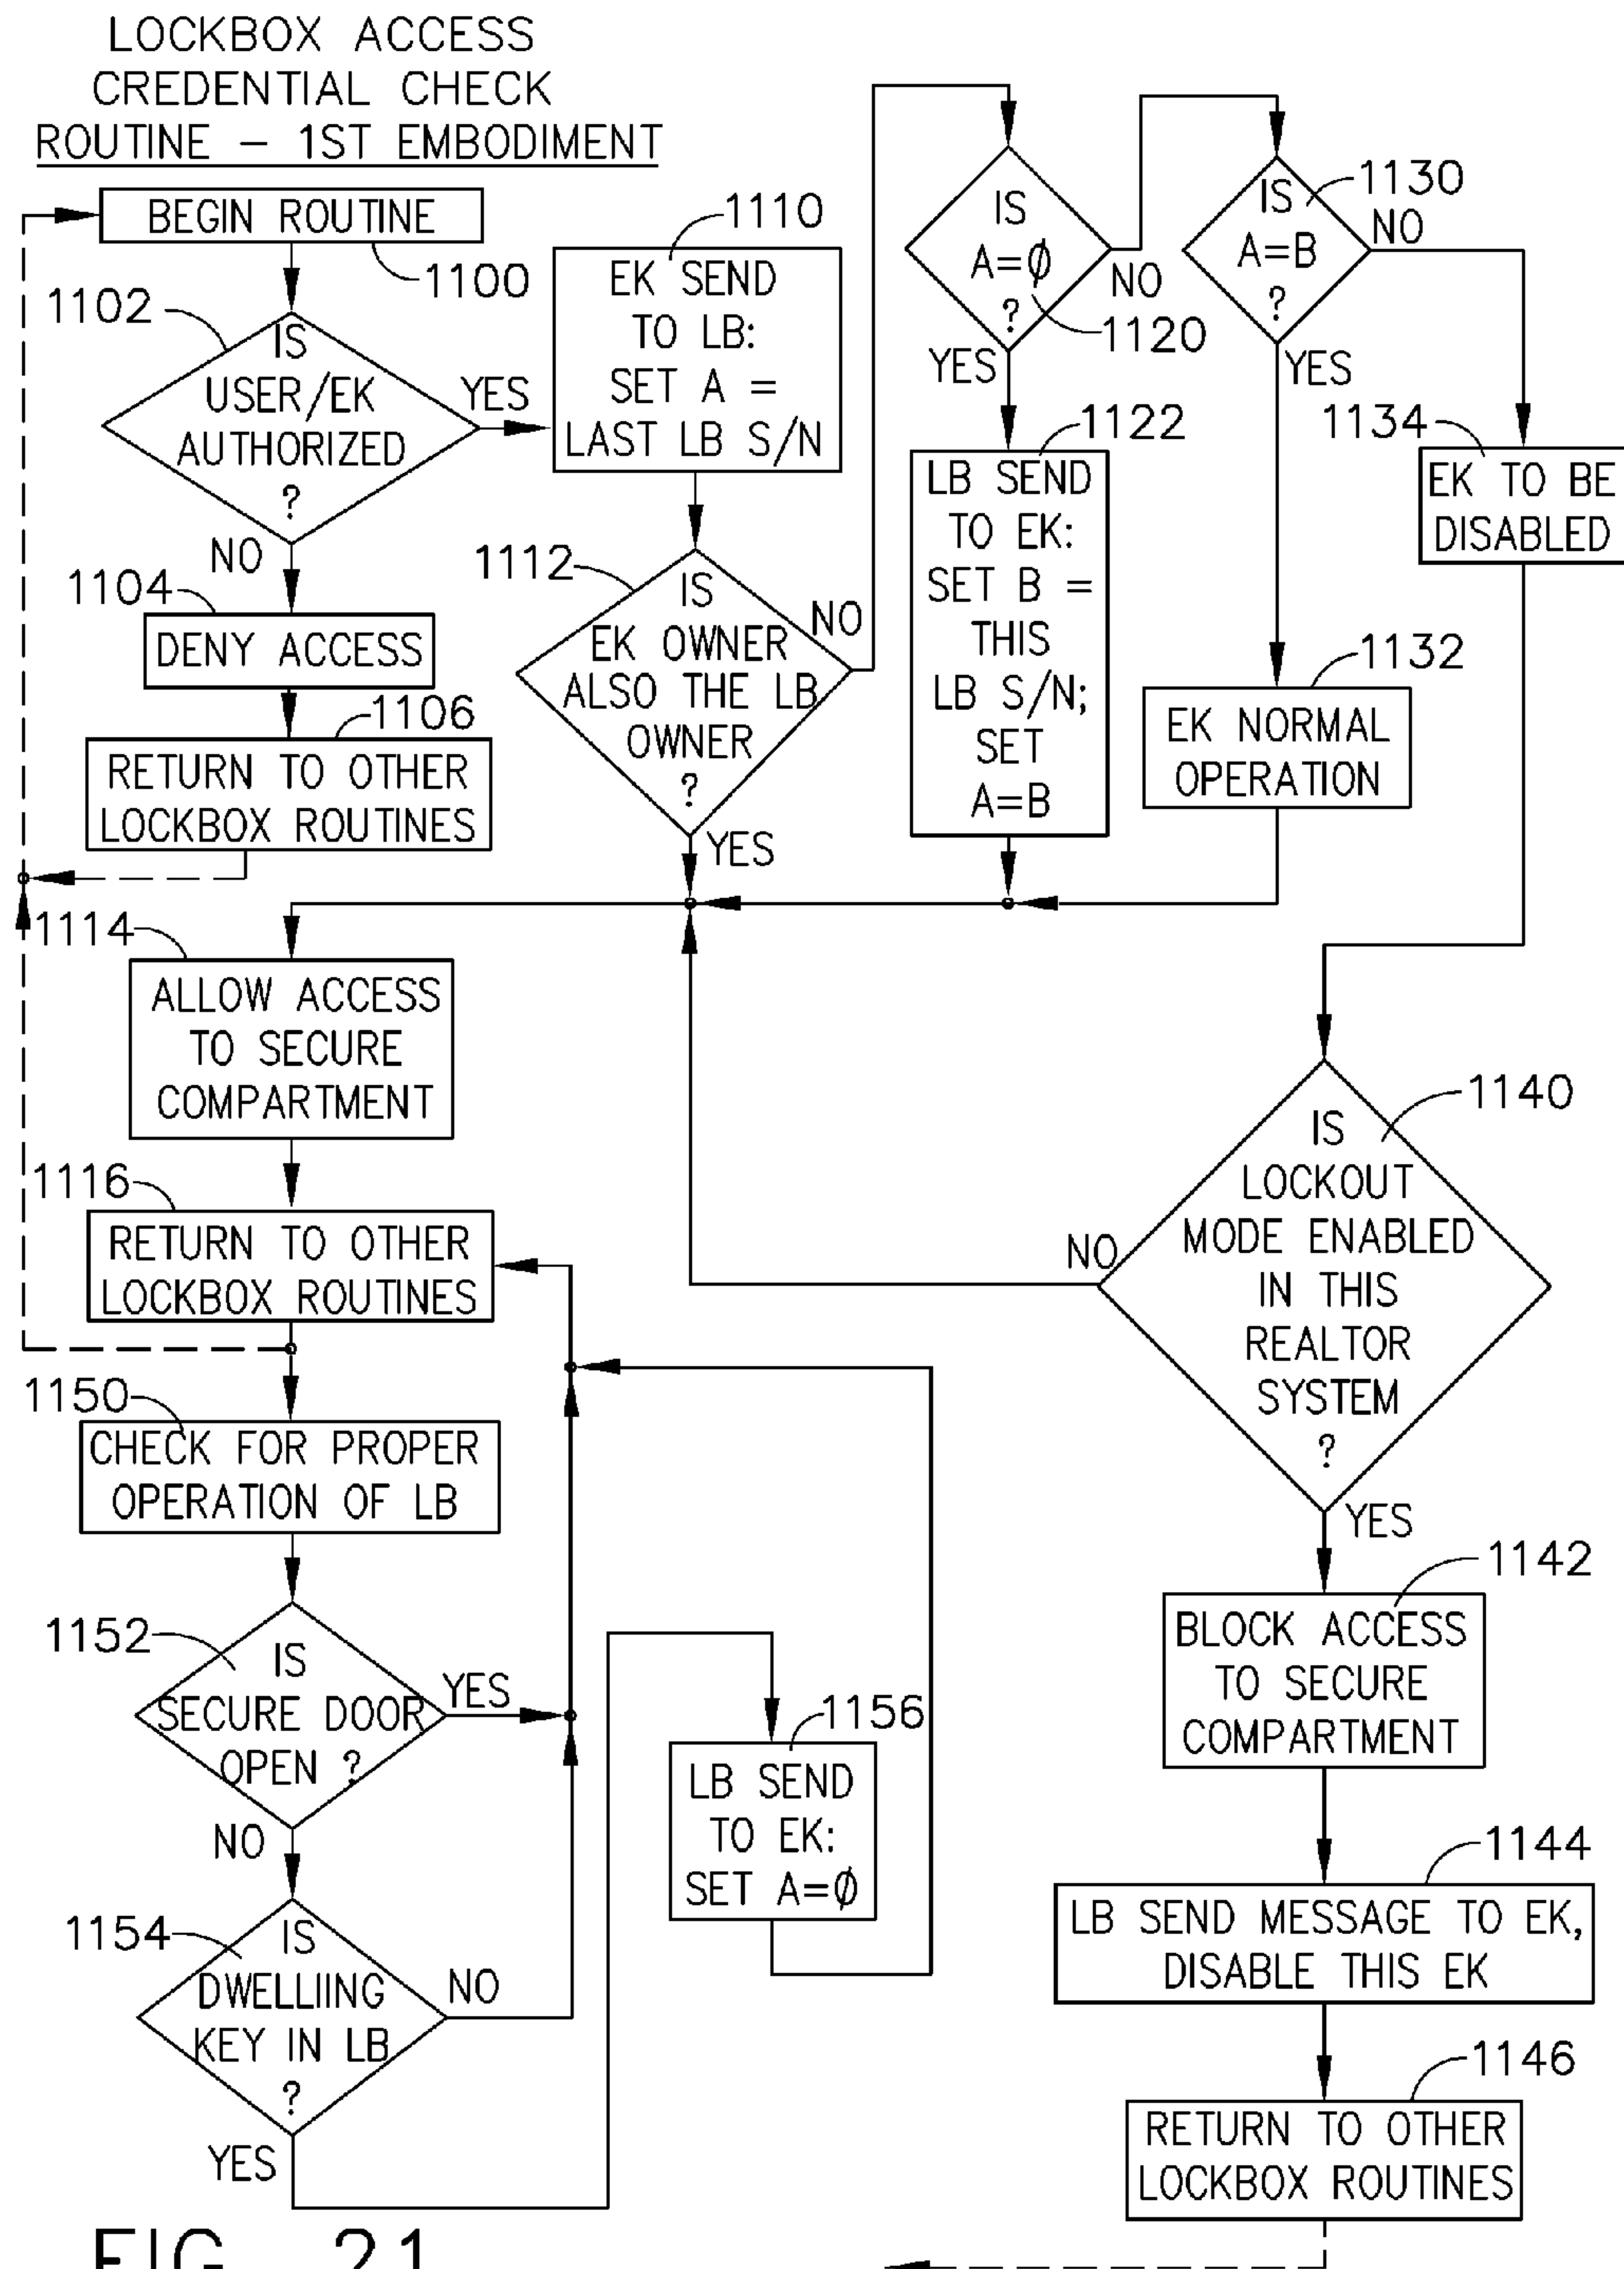 LOCKBOX ACCESS
CREDENTIAL CHECK
ROUTINE – 1ST EMBODIMENT
BEGIN ROUTINE
1100
1102
IS
USER/EK
AUTHORIZED
?
YES
NO
1104
DENY ACCESS
1106
RETURN TO OTHER
LOCKBOX ROUTINES
1110
EK SEND
TO LB:
SET A =
LAST LB S/N
1112
IS
EK OWNER
ALSO THE LB
OWNER
?
NO
YES
IS
A=Ø
?
1120
NO
YES
1122
LB SEND
TO EK:
SET B =
THIS
LB S/N;
SET
A=B
1130
IS
A=B
?
NO
YES
1132
EK NORMAL
OPERATION
1134
EK TO BE
DISABLED
1114
ALLOW ACCESS
TO SECURE
COMPARTMENT
1116
RETURN TO OTHER
LOCKBOX ROUTINES
1140
IS
LOCKOUT
MODE ENABLED
IN THIS
REALTOR
SYSTEM
?
NO
YES
1142
BLOCK ACCESS
TO SECURE
COMPARTMENT
1144
LB SEND MESSAGE TO EK,
DISABLE THIS EK
1146
RETURN TO OTHER
LOCKBOX ROUTINES
1150
CHECK FOR PROPER
OPERATION OF LB
1152
IS
SECURE DOOR
OPEN ?
YES
NO
1154
IS
DWELLIING
KEY IN LB
?
NO
YES
1156
LB SEND
TO EK:
SET A=Ø
FIG. 21